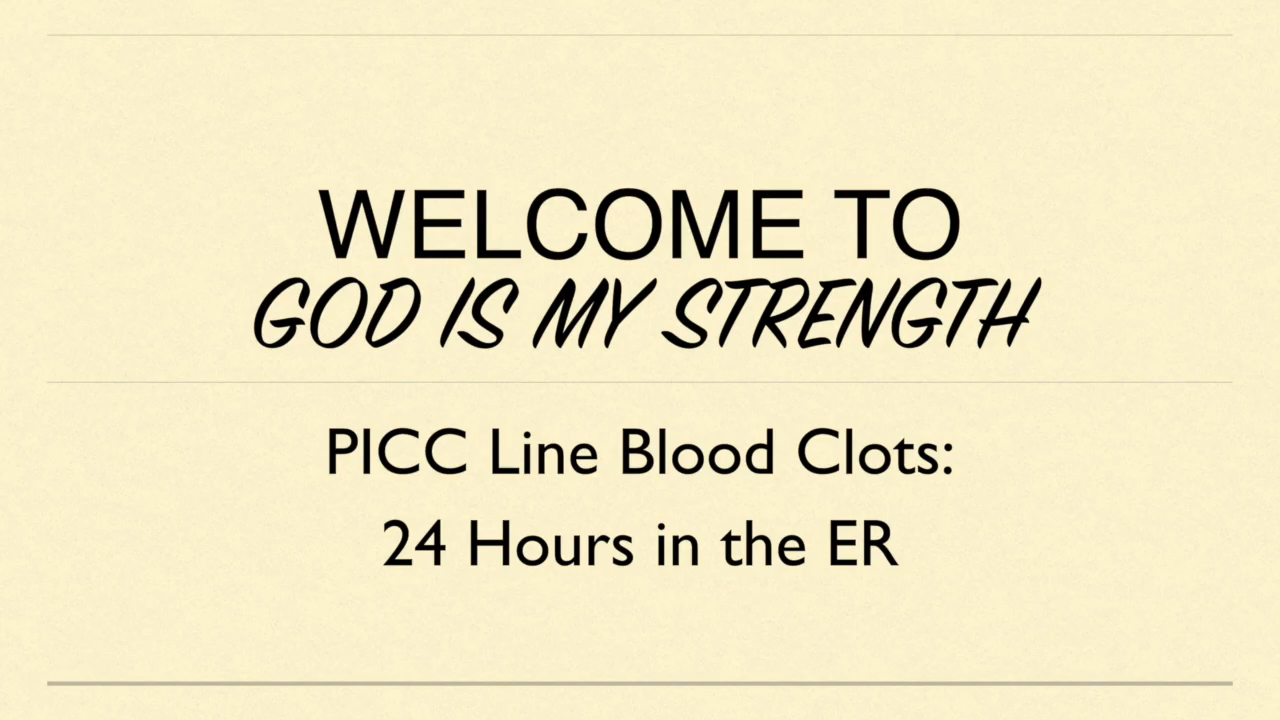 WELCOME TO
GOD IS MY STRENGTH
PICC Line Blood Clots:
24 Hours in the ER